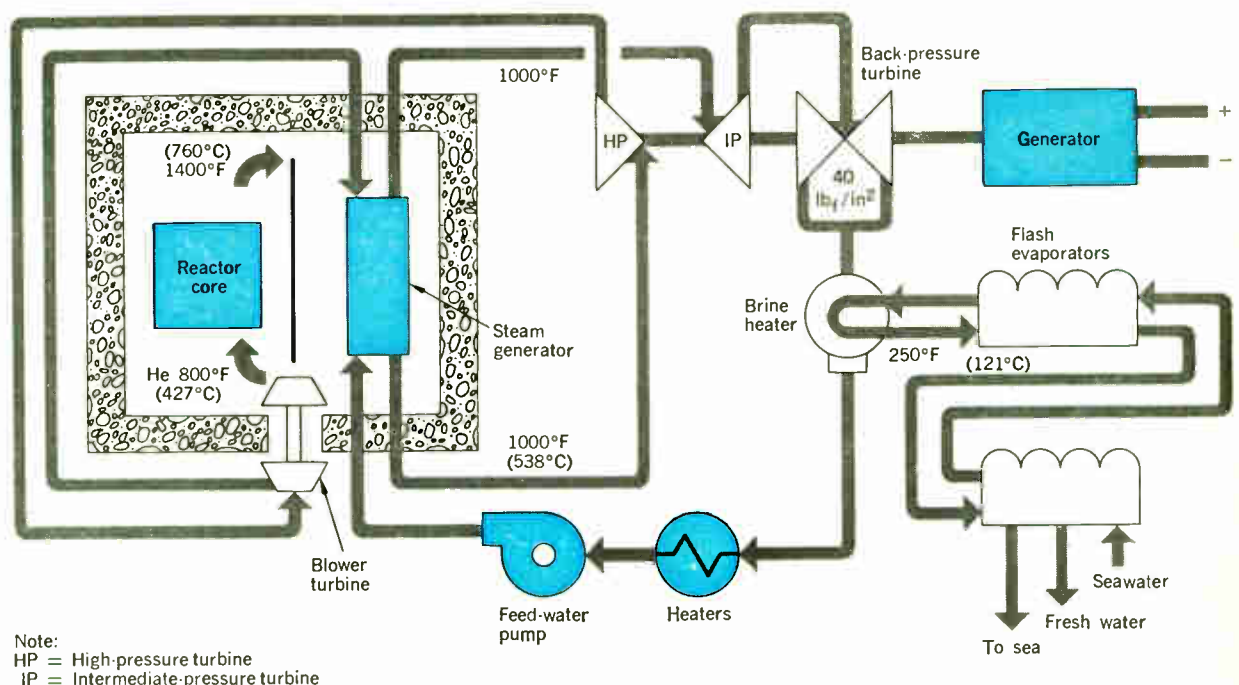 1000°F
Back-pressure
turbine
HP
IP
Generator
+
−
(760°C)
1400°F
40
lbf/in²
Reactor
core
Flash
evaporators
Steam
generator
Brine
heater
250°F
(121°C)
He 800°F
(427°C)
1000°F
(538°C)
Blower
turbine
Feed-water
pump
Heaters
Seawater
Fresh water
To sea
Note:
HP = High-pressure turbine
IP = Intermediate-pressure turbine